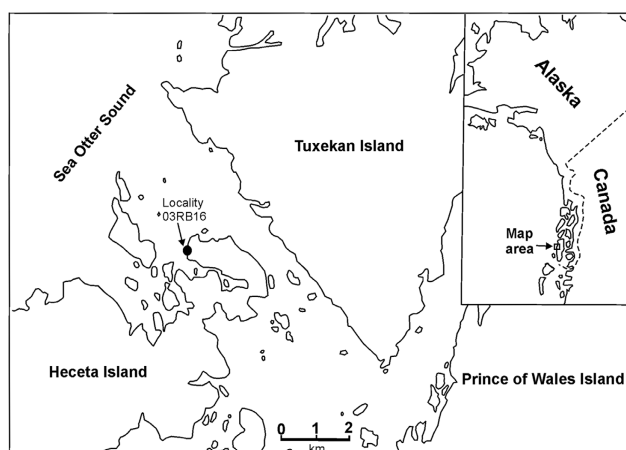 Sea Otter Sound
Tuxekan Island
Locality
03RB16
Heceta Island
Prince of Wales Island
0 1 2
km
Alaska
Canada
Map
area